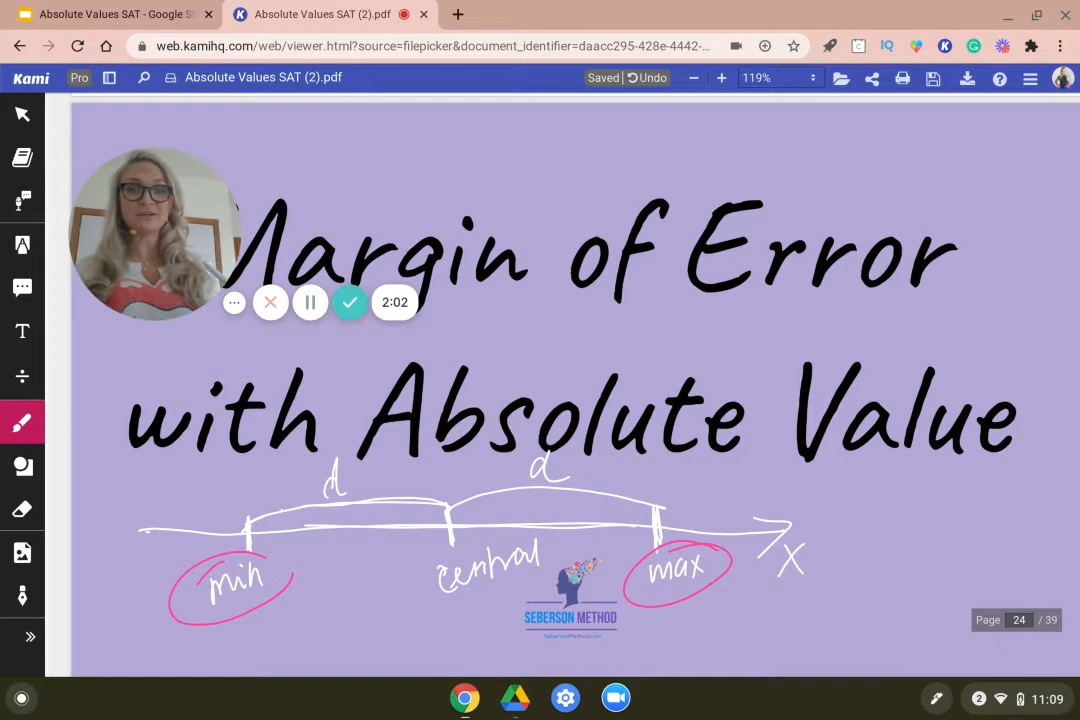 Absolute Values SAT - Google Sl
Absolute Values SAT (2).pdf
web.kamihq.com/web/viewer.html?source=filepicker&document_identifier=daacc295-428e-4442-...
Kami Pro Absolute Values SAT (2).pdf Saved Undo 119%
Margin of Error
2:02
with Absolute Value
d d
min central max X
SEBERSON METHOD
Page 24 / 39
2 11:09